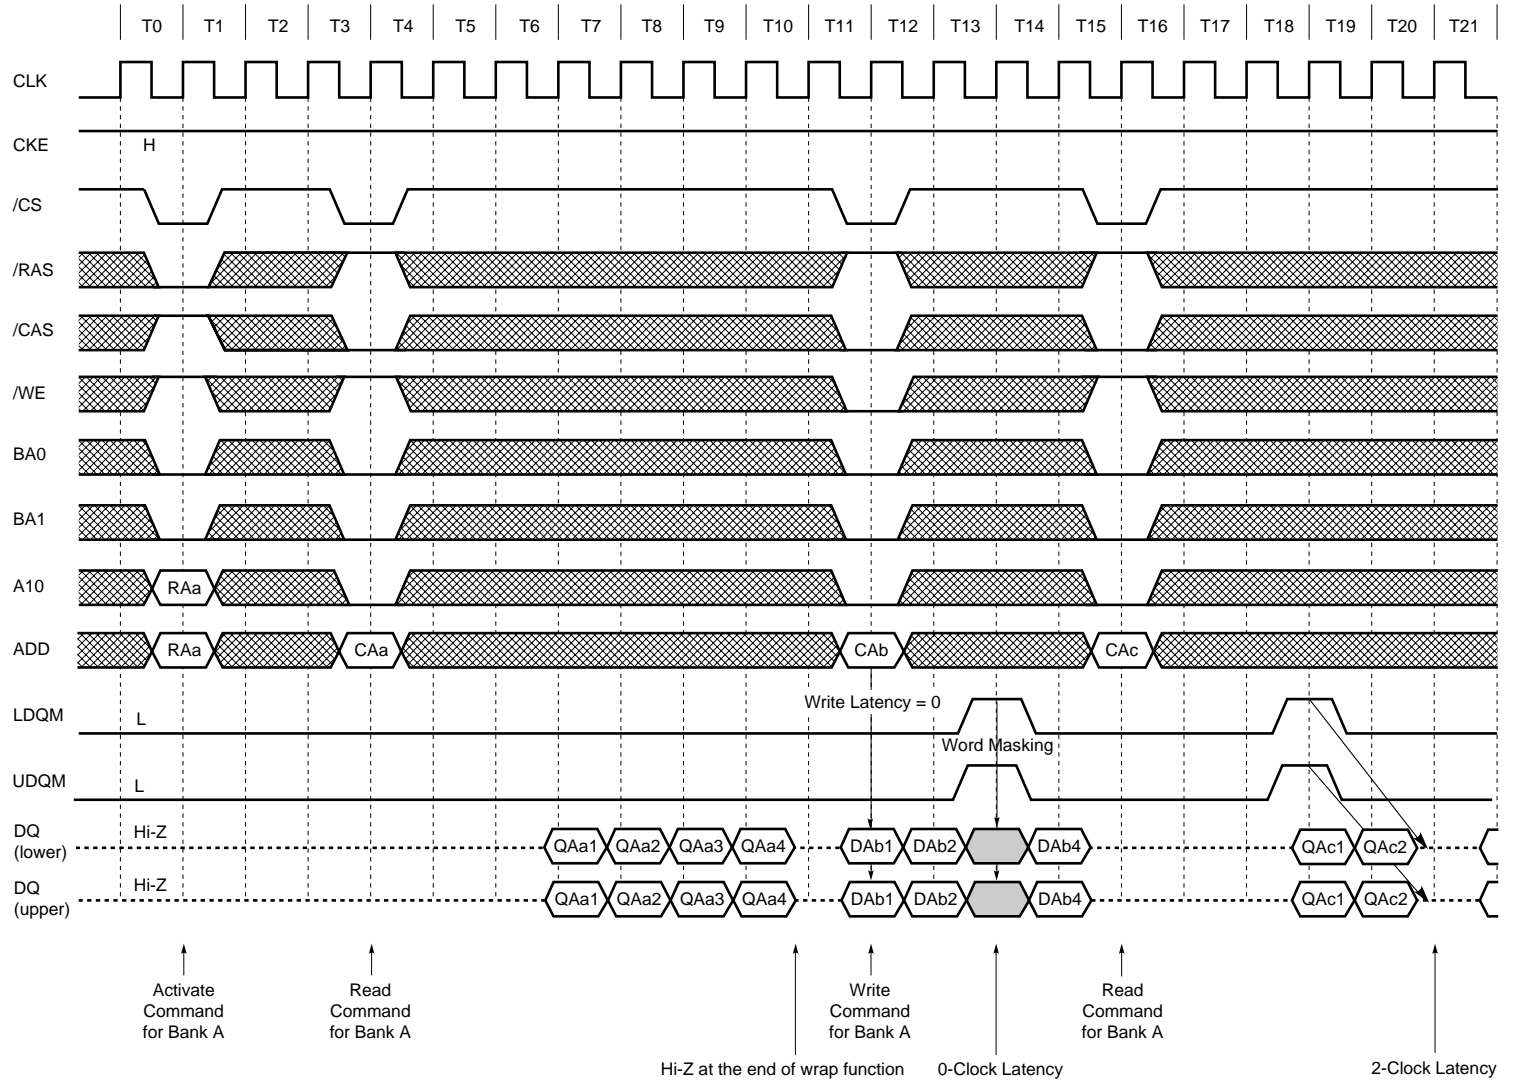 T0 T1 T2 T3 T4 T5 T6 T7 T8 T9 T10 T11 T12 T13 T14 T15 T16 T17 T18 T19 T20 T21
CLK
CKE H
/CS
/RAS
/CAS
/WE
BA0
BA1
A10 RAa
ADD RAa CAa CAb CAc
Write Latency = 0
LDQM L
Word Masking
UDQM L
DQ (lower) Hi-Z QAa1 QAa2 QAa3 QAa4 DAb1 DAb2 DAb4 QAc1 QAc2
DQ (upper) Hi-Z QAa1 QAa2 QAa3 QAa4 DAb1 DAb2 DAb4 QAc1 QAc2
Activate
Command
for Bank A
Read
Command
for Bank A
Write
Command
for Bank A
Read
Command
for Bank A
Hi-Z at the end of wrap function
0-Clock Latency
2-Clock Latency